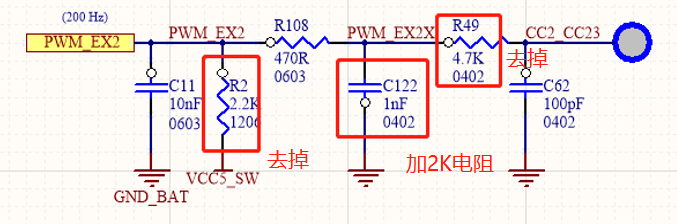 (200 Hz)
PWM_EX2
PWM_EX2
R108
470R
0603
PWM_EX2X
R49
4.7K
0402
去掉
CC2_CC23
C11
10nF
0603
R2
2.2K
1206
去掉
C122
1nF
0402
加2K电阻
C62
100pF
0402
GND_BAT
VCC5_SW